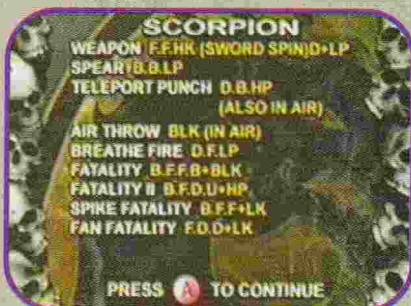 SCORPION
WEAPON F.F.HK (SWORD SPIN)D+LP
SPEAR B.B.LP
TELEPORT PUNCH D.B.HP
(ALSO IN AIR)
AIR THROW BLK (IN AIR)
BREATHE FIRE D.F.LP
FATALITY B.F.F.B+BLK
FATALITY II B.F.D.U+HP
SPIKE FATALITY B.F.F+LK
FAN FATALITY F.D.D+LK
PRESS A TO CONTINUE